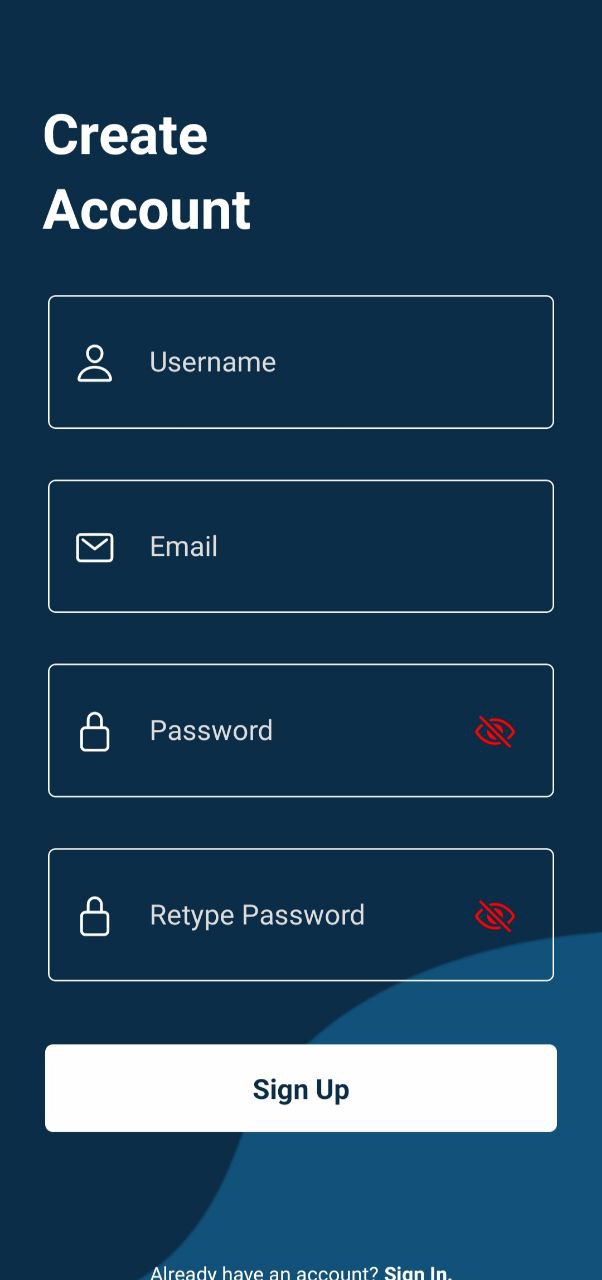 Create
Account
Username
Email
Password
Retype Password
Sign Up
Already have an account? Sign In.